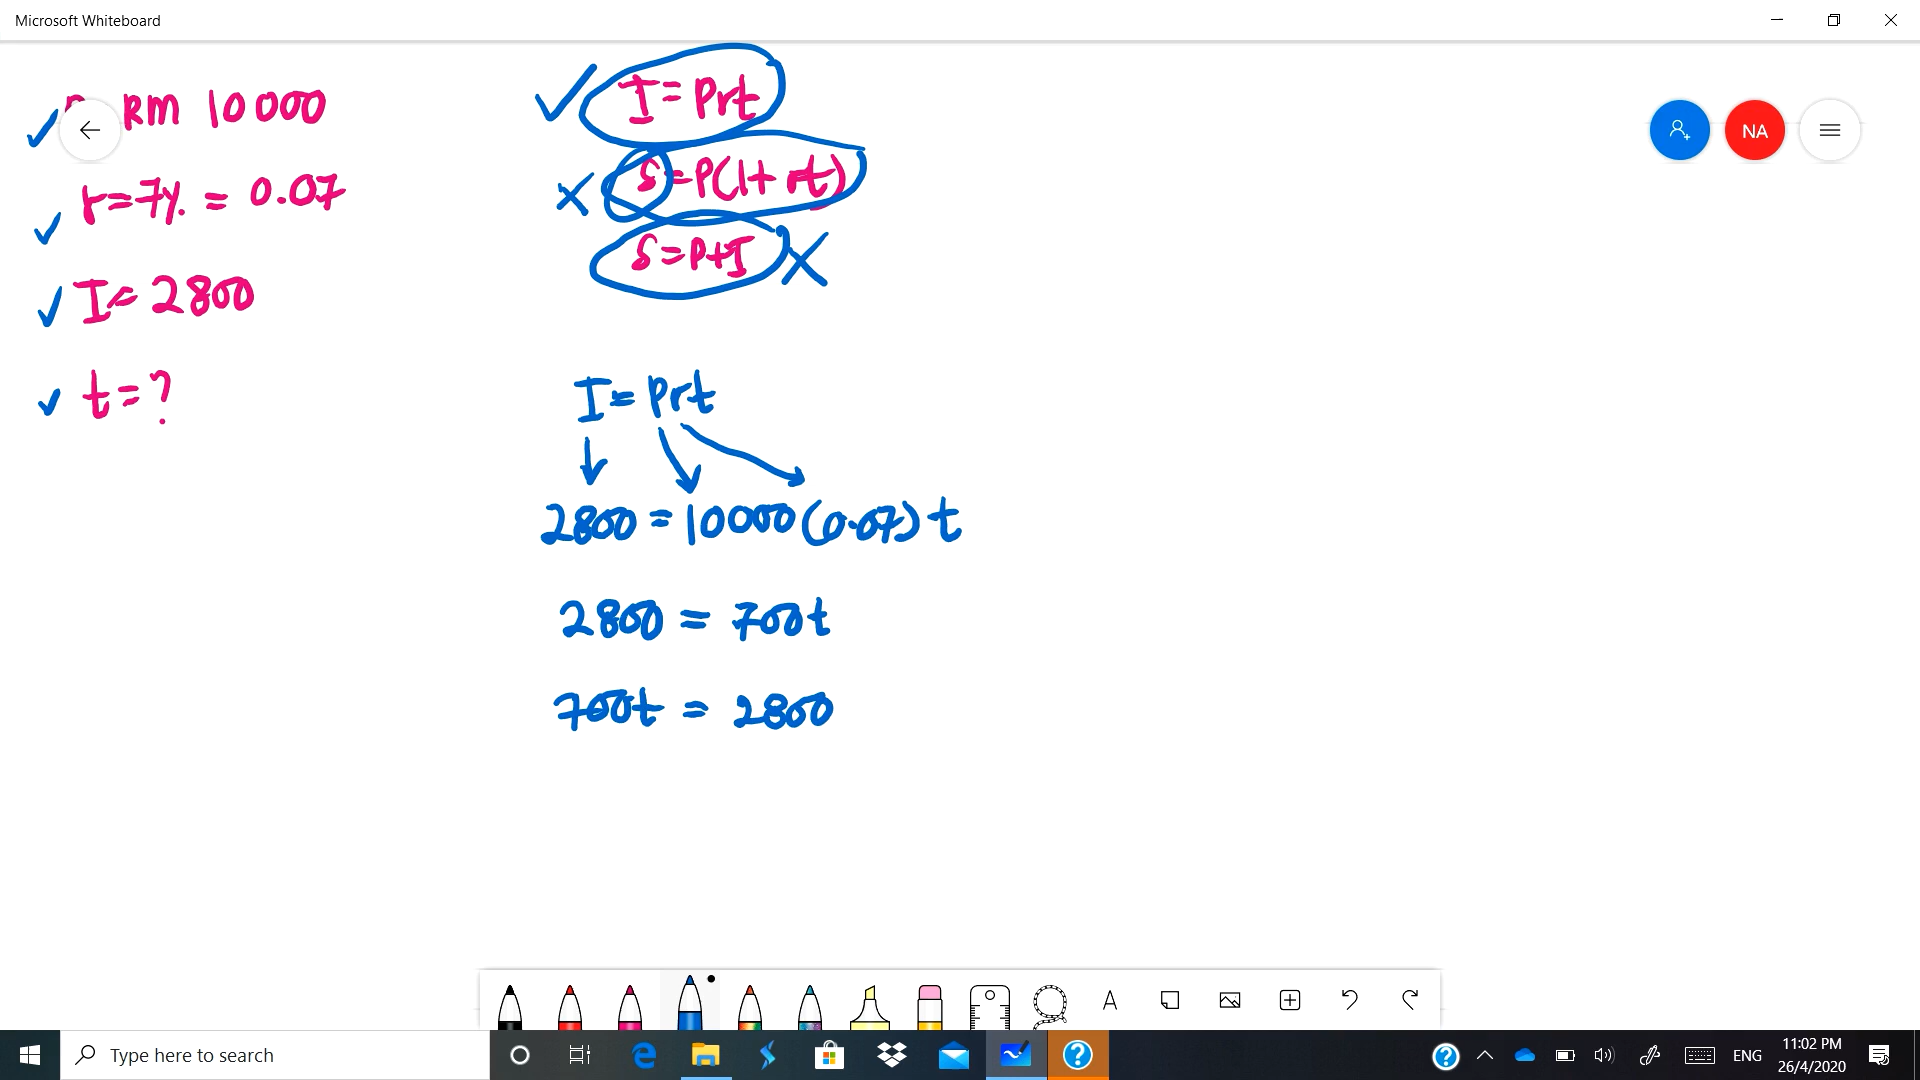 Microsoft Whiteboard
RM 10000
r=7% = 0.07
I= 2800
t=?
I= Prt
S=P(1+rt)
S=P+I
NA
I= Prt
2800=10000(0.07)t
2800 = 700t
700t = 2800
A
Type here to search
ENG
11:02 PM
26/4/2020